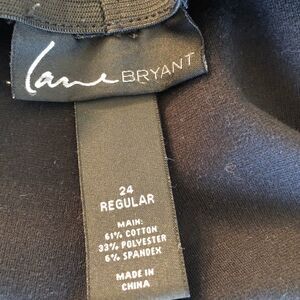 Lane BRYANT
24
REGULAR
MAIN:
61% COTTON
33% POLYESTER
6% SPANDEX
MADE IN
CHINA